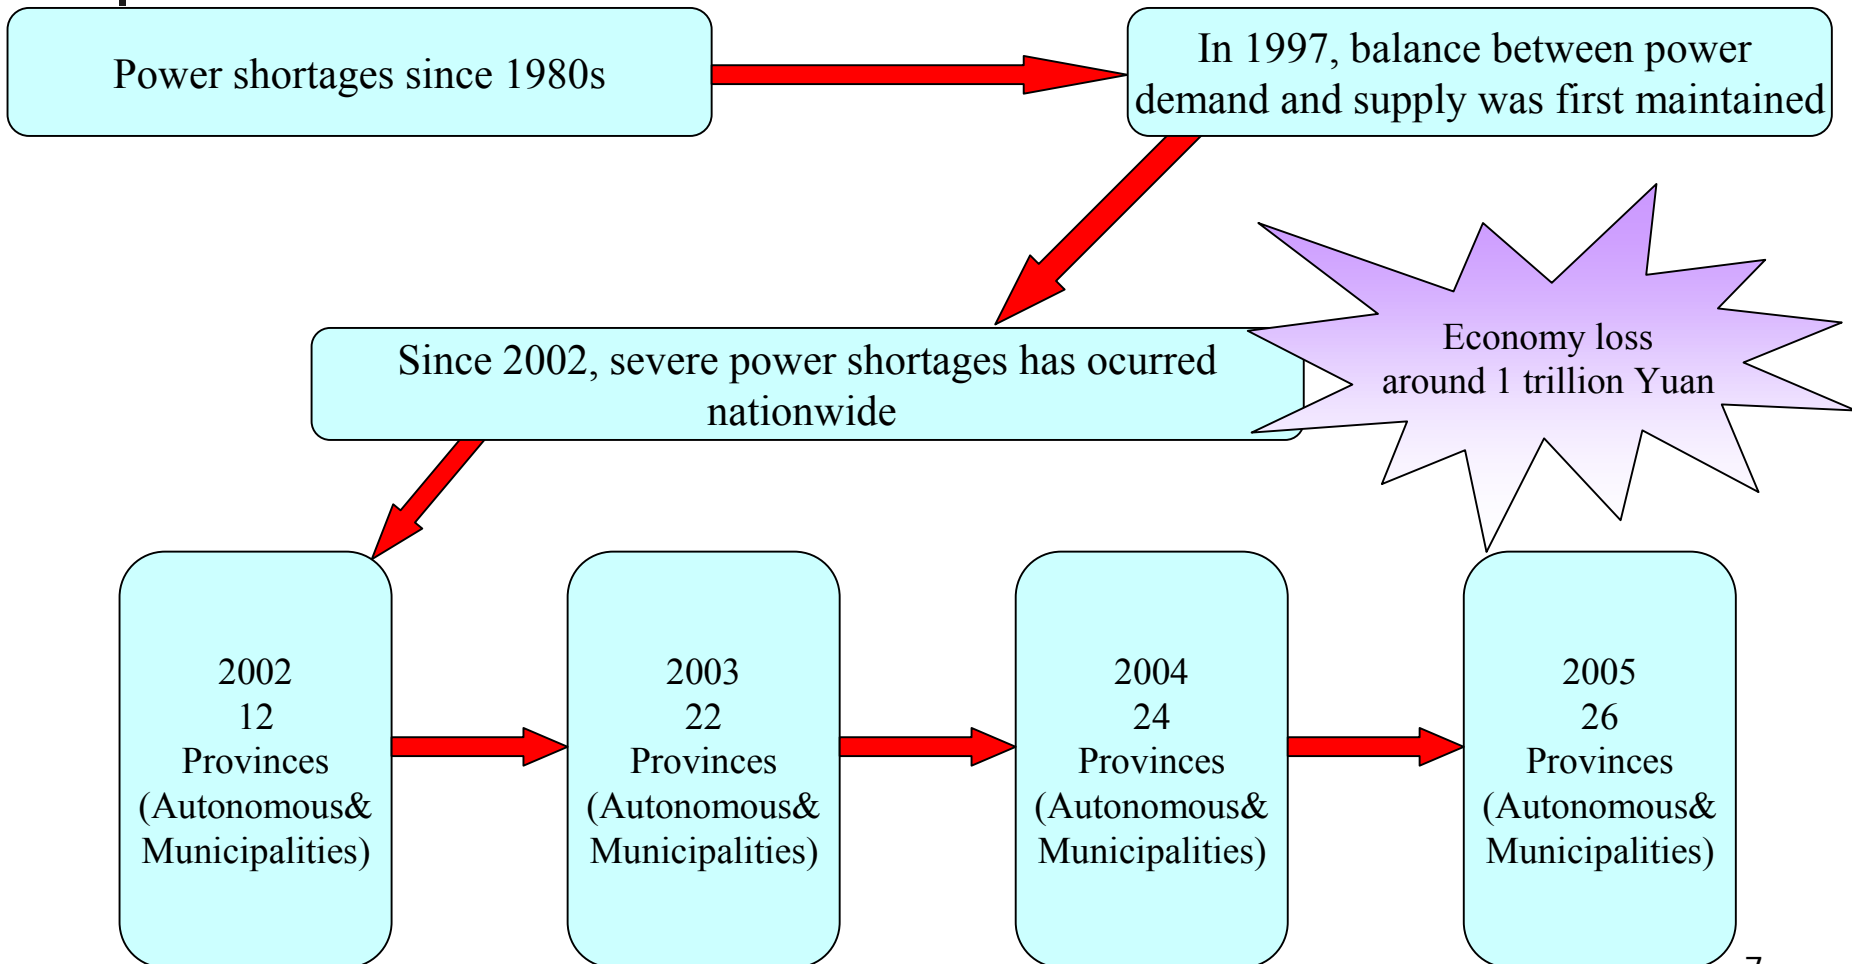 Power shortages since 1980s
In 1997, balance between power
demand and supply was first maintained
Since 2002, severe power shortages has ocurred
nationwide
Economy loss
around 1 trillion Yuan
2002
12
Provinces
(Autonomous&
Municipalities)
2003
22
Provinces
(Autonomous&
Municipalities)
2004
24
Provinces
(Autonomous&
Municipalities)
2005
26
Provinces
(Autonomous&
Municipalities)